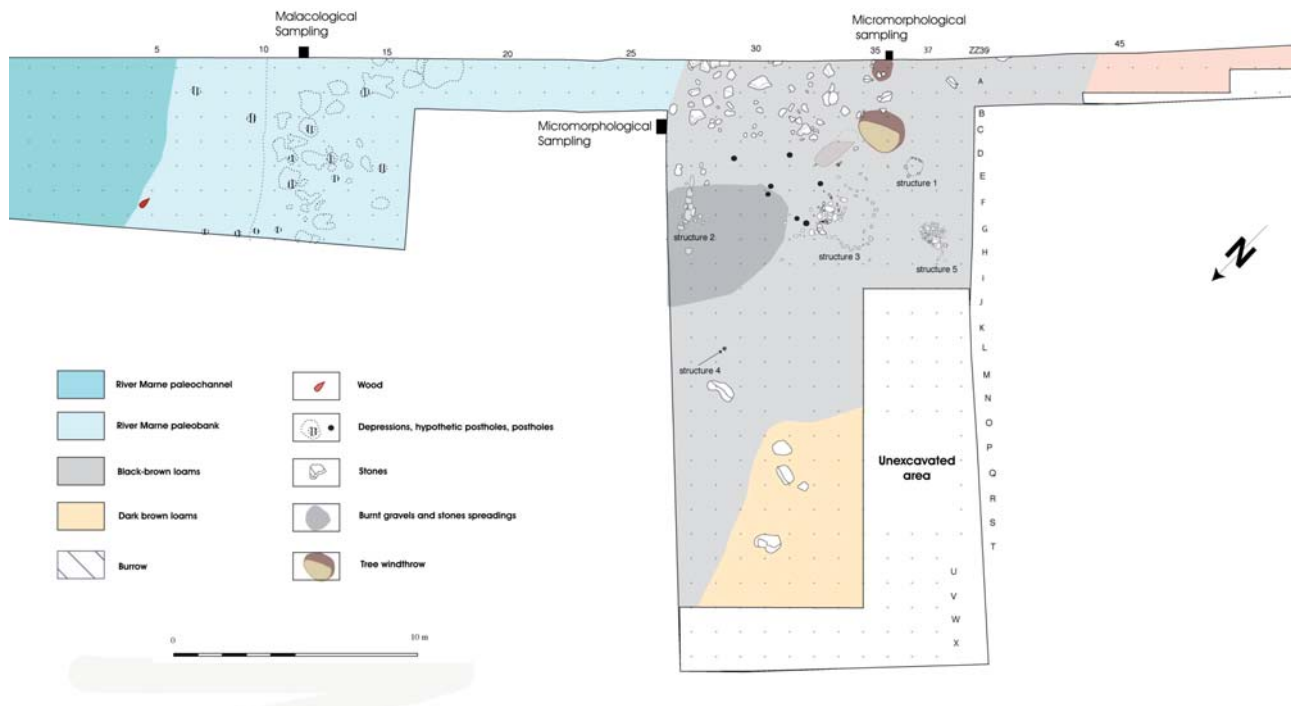 Malacological
Sampling
Micromorphological
sampling
5
10
15
20
25
30
35
37
ZZ39
45
A
B
C
D
E
F
G
H
I
J
K
L
M
N
O
P
Q
R
S
T
U
V
W
X
Micromorphological
Sampling
structure 1
structure 2
structure 3
structure 5
structure 4
N
Unexcavated
area
River Marne paleochannel
River Marne paleobank
Black-brown loams
Dark brown loams
Burrow
Wood
Depressions, hypothetic postholes, postholes
Stones
Burnt gravels and stones spreadings
Tree windthrow
0
10 m